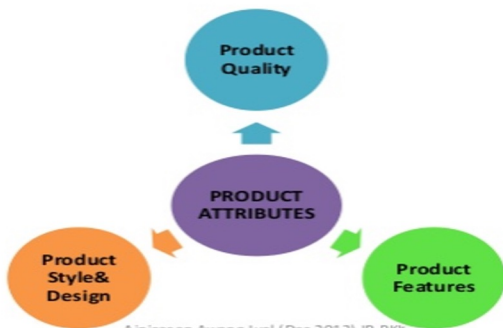 Product
Quality
PRODUCT
ATTRIBUTES
Product
Style&
Design
Product
Features